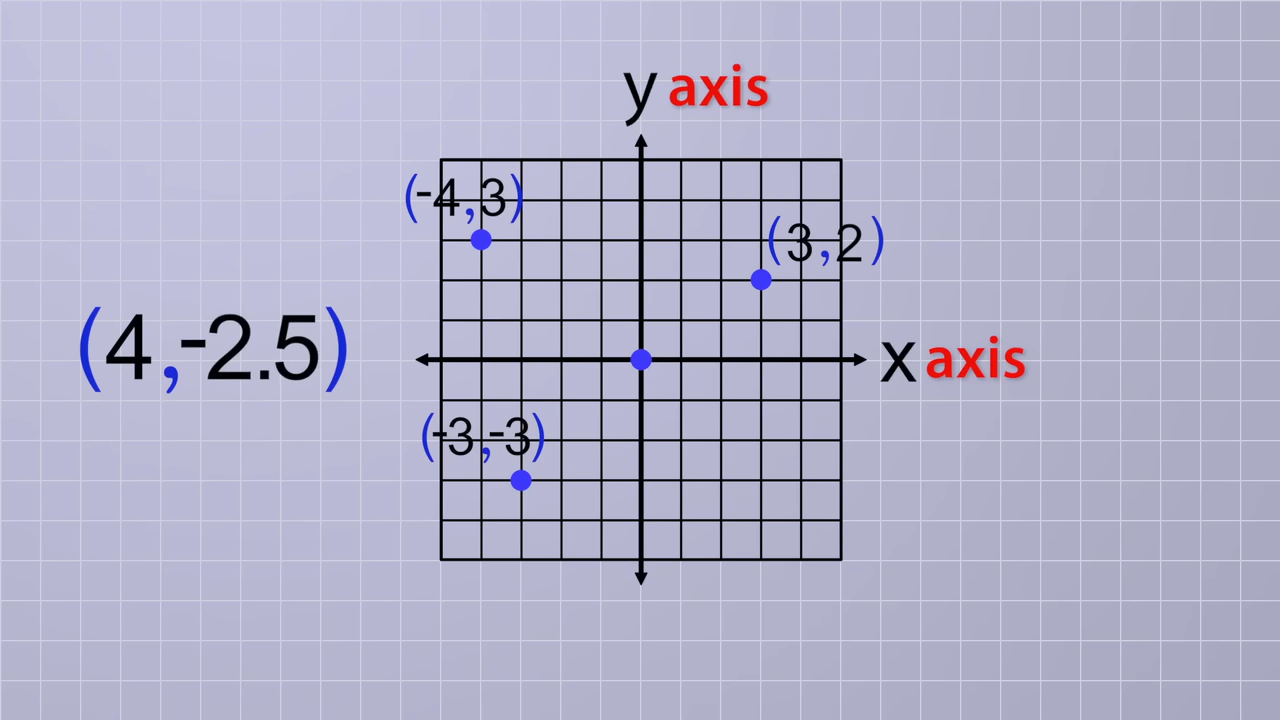 y axis
(-4,3)
(3,2)
(4,-2.5)
x axis
(-3,-3)